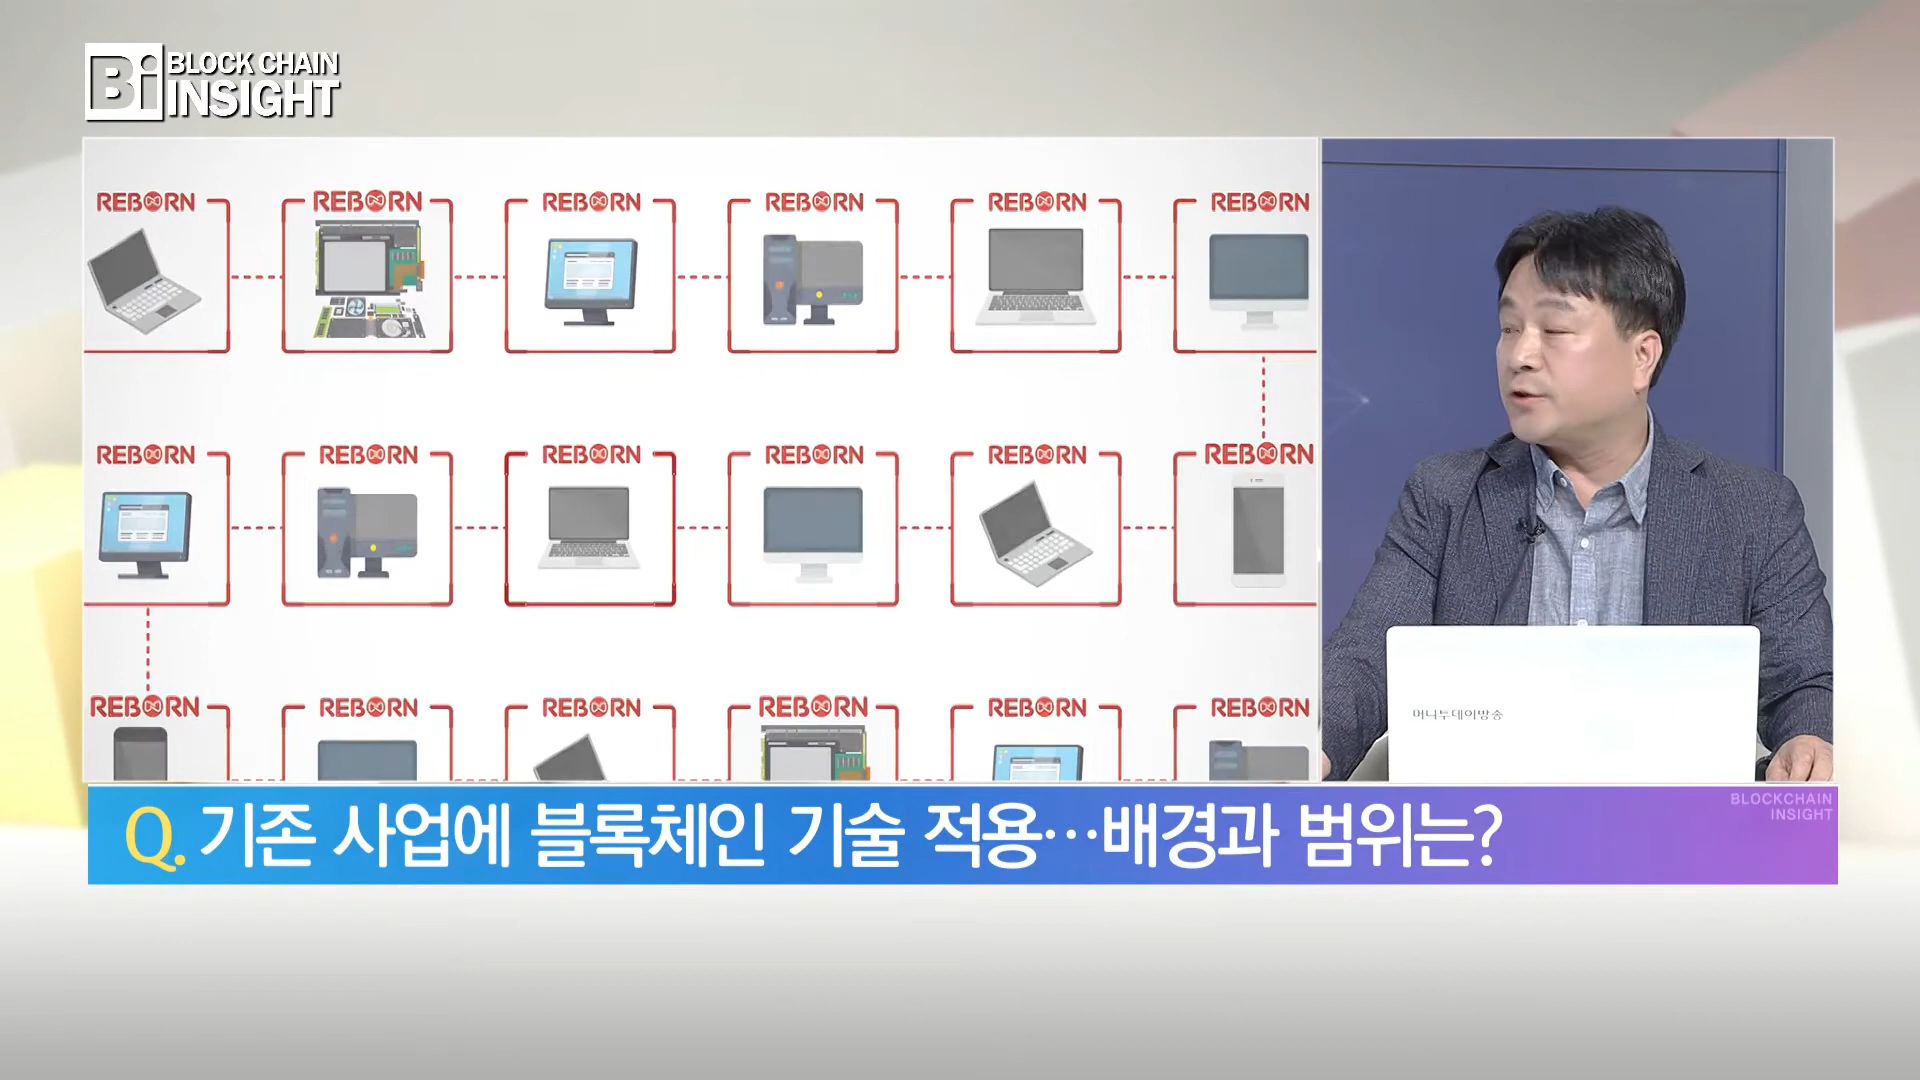 Bi BLOCK CHAIN
INSIGHT
REBORN REBORN REBORN REBORN REBORN REBORN
REBORN REBORN REBORN REBORN REBORN REBORN
REBORN REBORN REBORN REBORN REBORN REBORN
머니투데이방송
Q. 기존 사업에 블록체인 기술 적용…배경과 범위는?
BLOCKCHAIN
INSIGHT